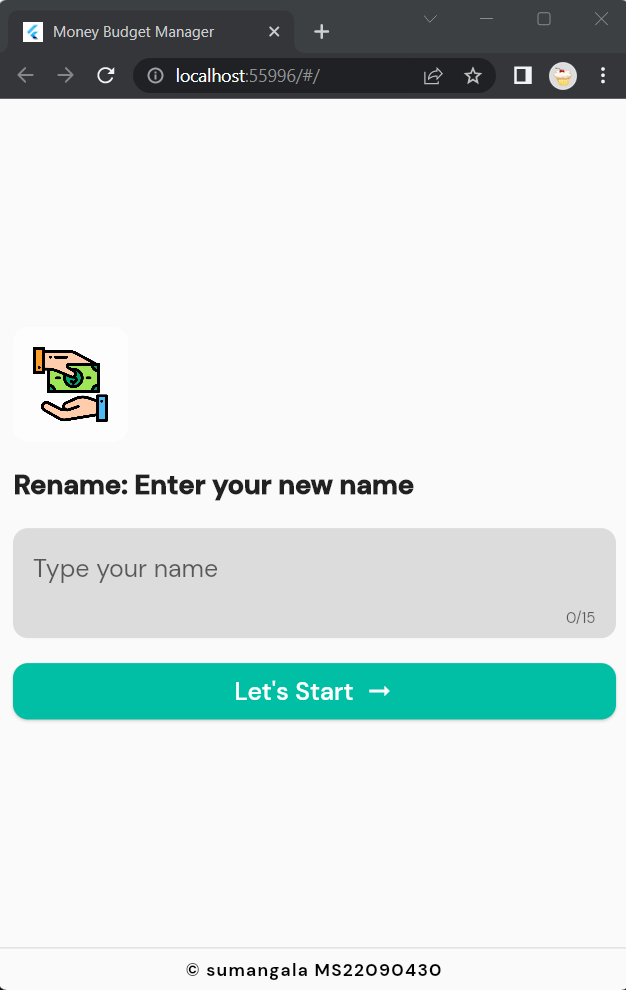 Money Budget Manager
localhost:55996/#/
Rename: Enter your new name
Type your name
0/15
Let's Start →
© sumangala MS22090430